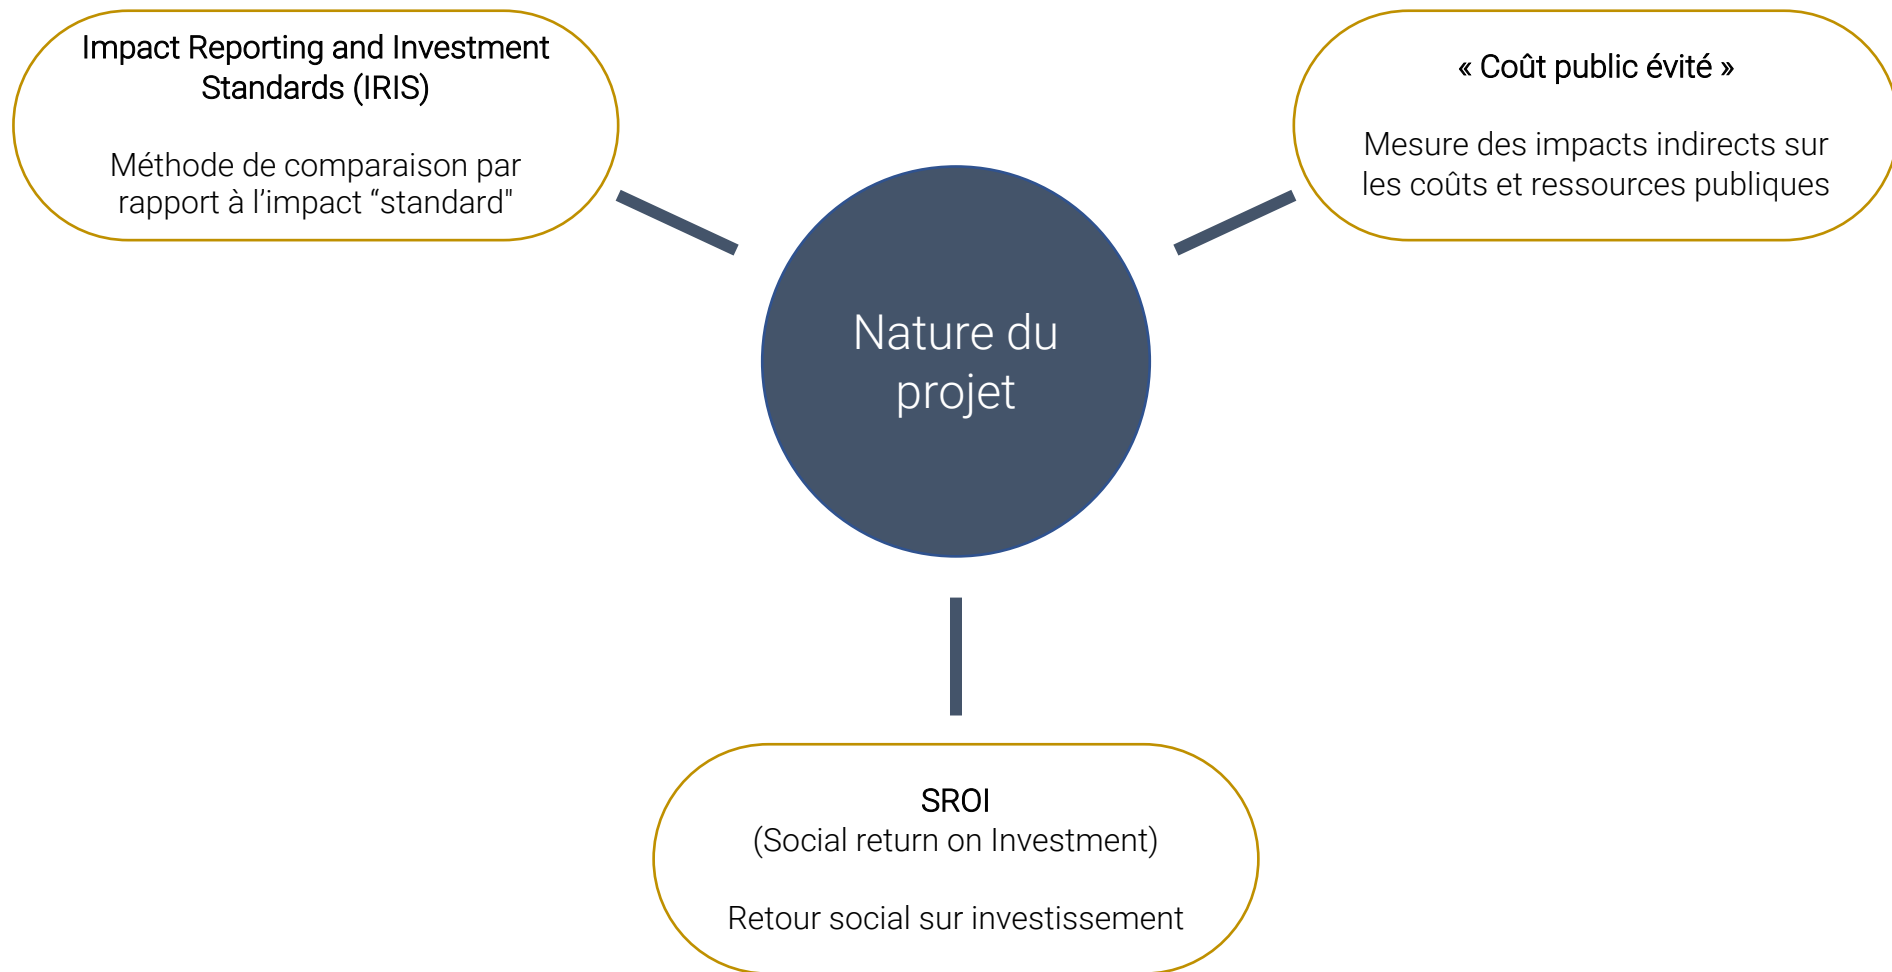 Impact Reporting and Investment
Standards (IRIS)
Méthode de comparaison par
rapport à l’impact “standard"
« Coût public évité »
Mesure des impacts indirects sur
les coûts et ressources publiques
Nature du
projet
SROI
(Social return on Investment)
Retour social sur investissement